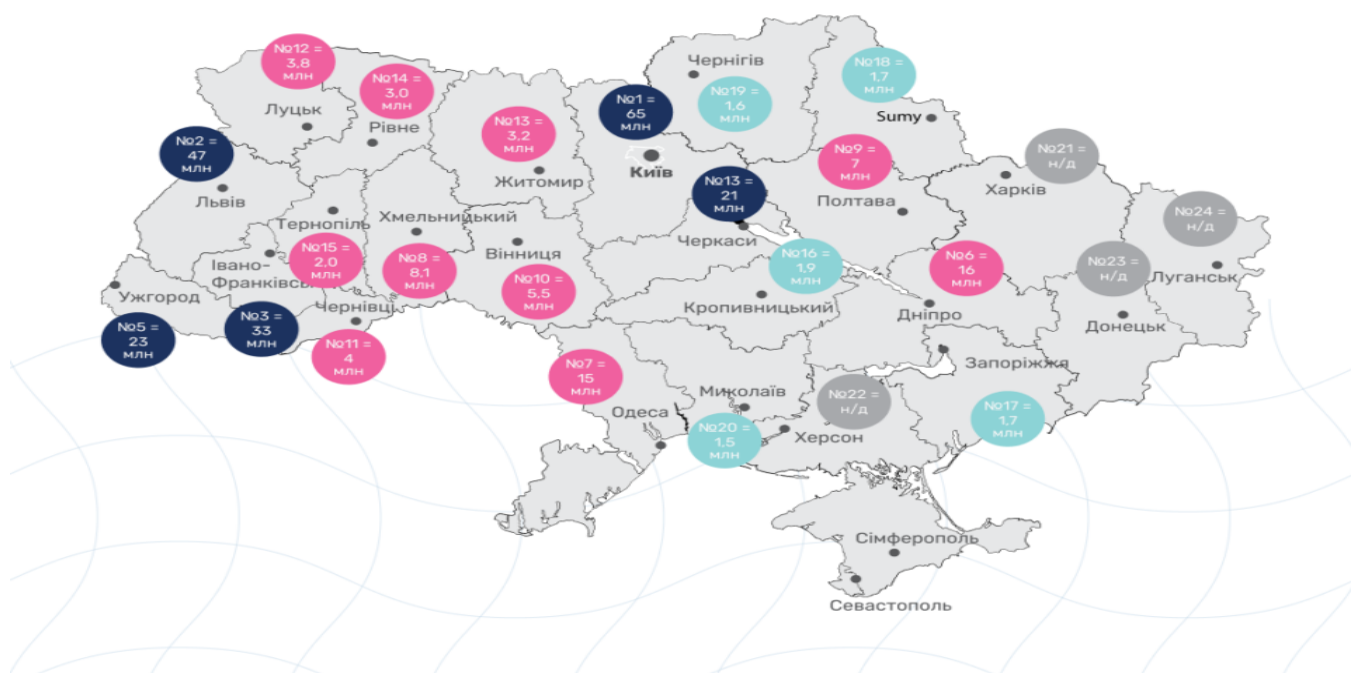 №12 =
3,8
млн
№14 =
3,0
млн
Луцьк
Рівне
№13 =
3,2
млн
Житомир
№1 =
65
млн
Київ
Чернігів
№19 =
1,6
млн
№18 =
1,7
млн
Sumy
№2 =
47
млн
Львів
№9 =
7
млн
Полтава
№21 =
н/д
Харків
№13 =
21
млн
Черкаси
№24 =
н/д
Луганськ
Тернопіль
№15 =
2,0
млн
Хмельницький
№8 =
8,1
млн
Вінниця
№10 =
5,5
млн
№16 =
1,9
млн
Кропивницький
№6 =
16
млн
Дніпро
№23 =
н/д
Донецьк
Івано-
Франківськ
Ужгород
№5 =
23
млн
№3 =
33
млн
Чернівці
№11 =
4
млн
№7 =
15
млн
Одеса
Миколаїв
№20 =
1,5
млн
№22 =
н/д
Херсон
Запоріжжя
№17 =
1,7
млн
Сімферополь
Севастополь